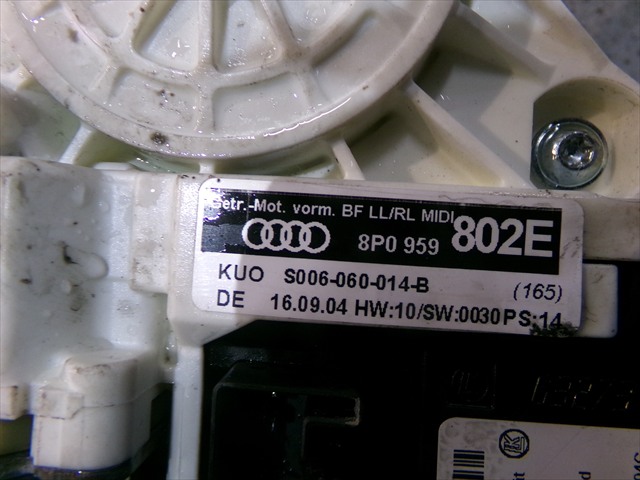 Getr.-Mot. vorm. BF LL/RL MIDI
8P0 959 802E
KUO S006-060-014-B (165)
DE 16.09.04 HW:10/SW:0030 PS:14